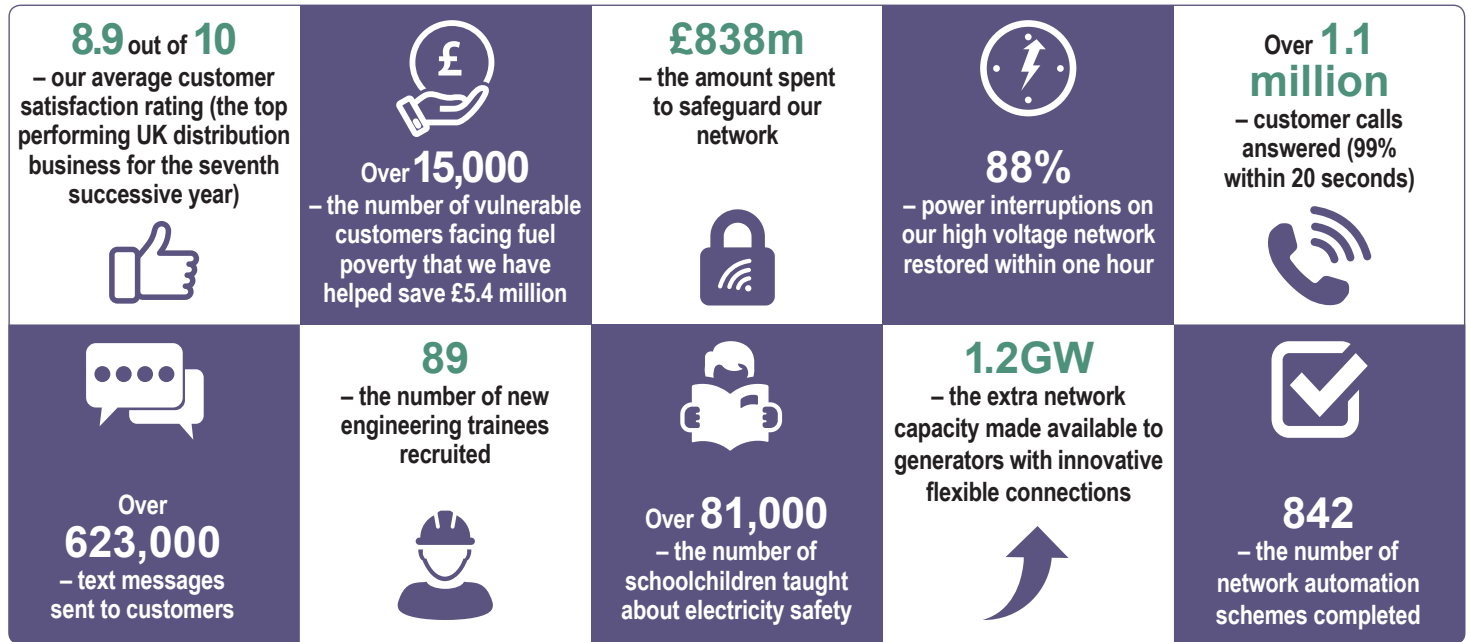 8.9 out of 10
– our average customer
satisfaction rating (the top
performing UK distribution
business for the seventh
successive year)
£
Over 15,000
– the number of vulnerable
customers facing fuel
poverty that we have
helped save £5.4 million
£838m
– the amount spent
to safeguard our
network
88%
– power interruptions on
our high voltage network
restored within one hour
Over 1.1
million
– customer calls
answered (99%
within 20 seconds)
Over
623,000
– text messages
sent to customers
89
– the number of new
engineering trainees
recruited
Over 81,000
– the number of
schoolchildren taught
about electricity safety
1.2GW
– the extra network
capacity made available to
generators with innovative
flexible connections
842
– the number of
network automation
schemes completed